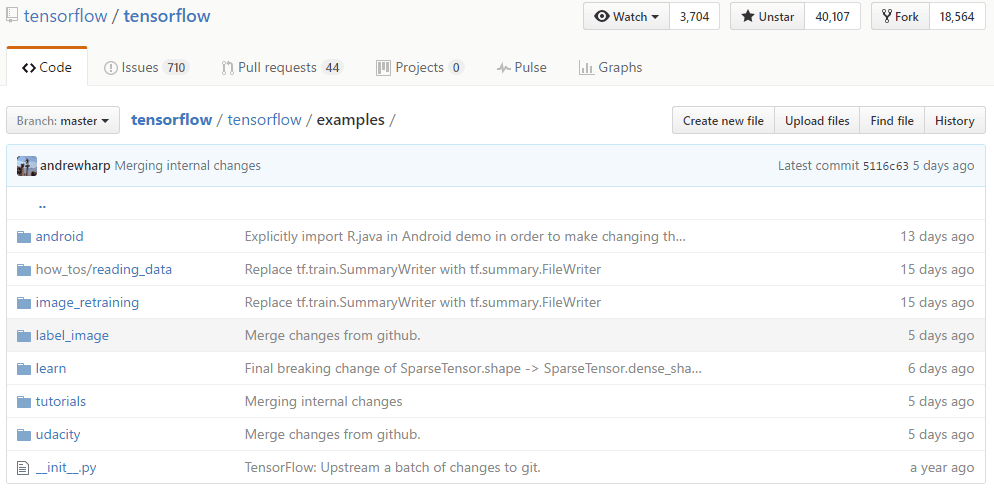 tensorflow / tensorflow Watch 3,704 Unstar 40,107 Fork 18,564
Code Issues 710 Pull requests 44 Projects 0 Pulse Graphs
Branch: master tensorflow / tensorflow / examples / Create new file Upload files Find file History
andrewharp Merging internal changes Latest commit 5116c63 5 days ago
..
android Explicitly import R.java in Android demo in order to make changing th... 13 days ago
how_tos/reading_data Replace tf.train.SummaryWriter with tf.summary.FileWriter 15 days ago
image_retraining Replace tf.train.SummaryWriter with tf.summary.FileWriter 15 days ago
label_image Merge changes from github. 5 days ago
learn Final breaking change of SparseTensor.shape -> SparseTensor.dense_sha... 6 days ago
tutorials Merging internal changes 5 days ago
udacity Merge changes from github. 5 days ago
__init__.py TensorFlow: Upstream a batch of changes to git. a year ago